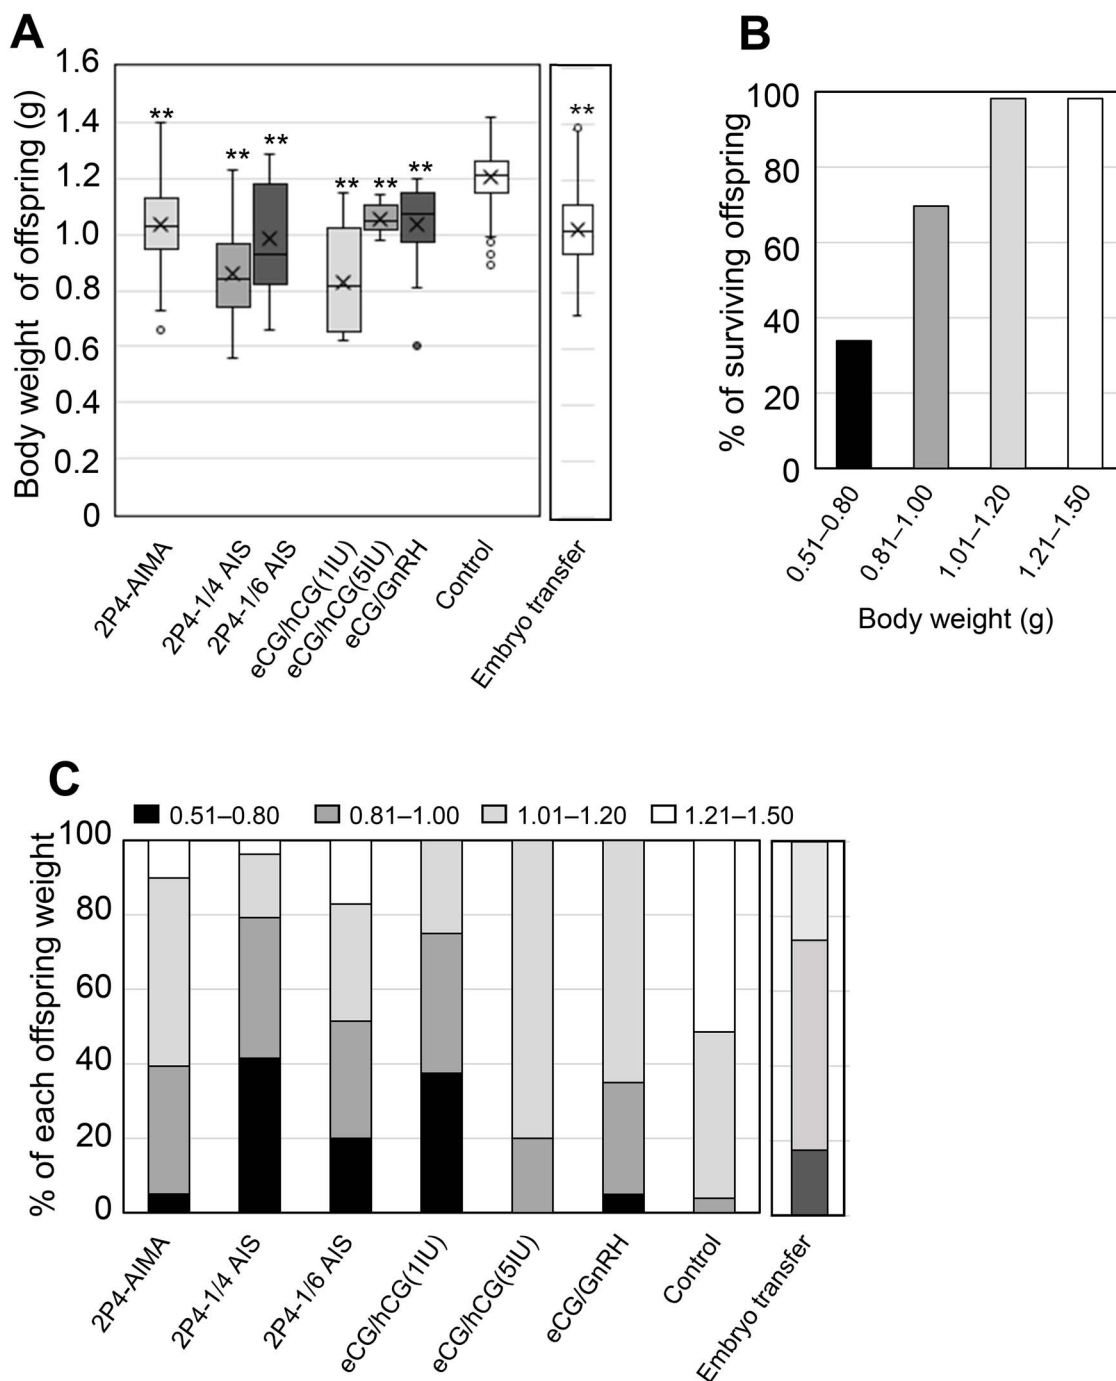 A
Body weight of offspring (g)
1.6
1.4
1.2
1.0
0.8
0.6
0.4
0.2
0
**
**
**
**
**
**
**
2P4-AIMA
2P4-1/4 AIS
2P4-1/6 AIS
eCG/hCG(1IU)
eCG/hCG(5IU)
eCG/GnRH
Control
Embryo transfer
B
% of surviving offspring
100
80
60
40
20
0
0.51–0.80
0.81–1.00
1.01–1.20
1.21–1.50
Body weight (g)
C
0.51–0.80
0.81–1.00
1.01–1.20
1.21–1.50
% of each offspring weight
100
80
60
40
20
0
2P4-AIMA
2P4-1/4 AIS
2P4-1/6 AIS
eCG/hCG(1IU)
eCG/hCG(5IU)
eCG/GnRH
Control
Embryo transfer